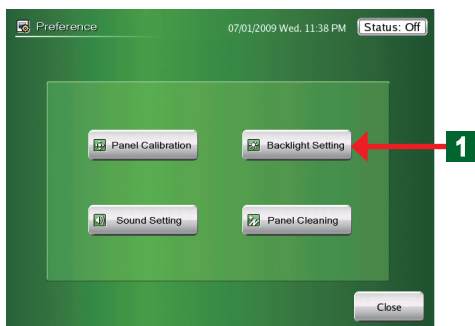 Preference
07/01/2009 Wed. 11:38 PM
Status: Off
Panel Calibration
Backlight Setting
1
Sound Setting
Panel Cleaning
Close